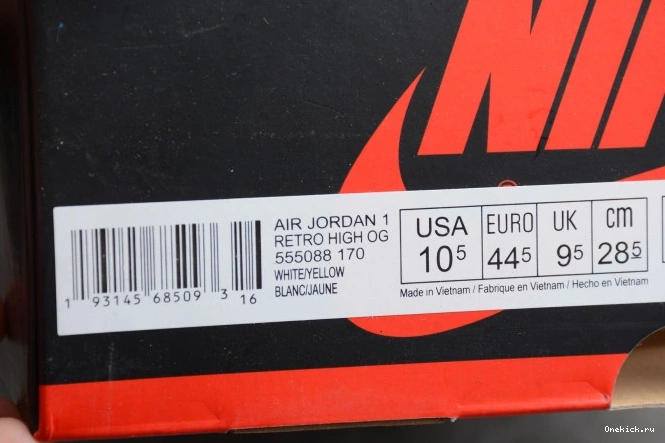 NIK
AIR JORDAN 1
RETRO HIGH OG
555088 170
WHITE/YELLOW
BLANC/JAUNE
1 93145 68509 3 16
USA EURO UK cm
10⁵ 44⁵ 9⁵ 28⁵
Made in Vietnam / Fabrique en Vietnam / Hecho en Vietnam
Onekick.ru